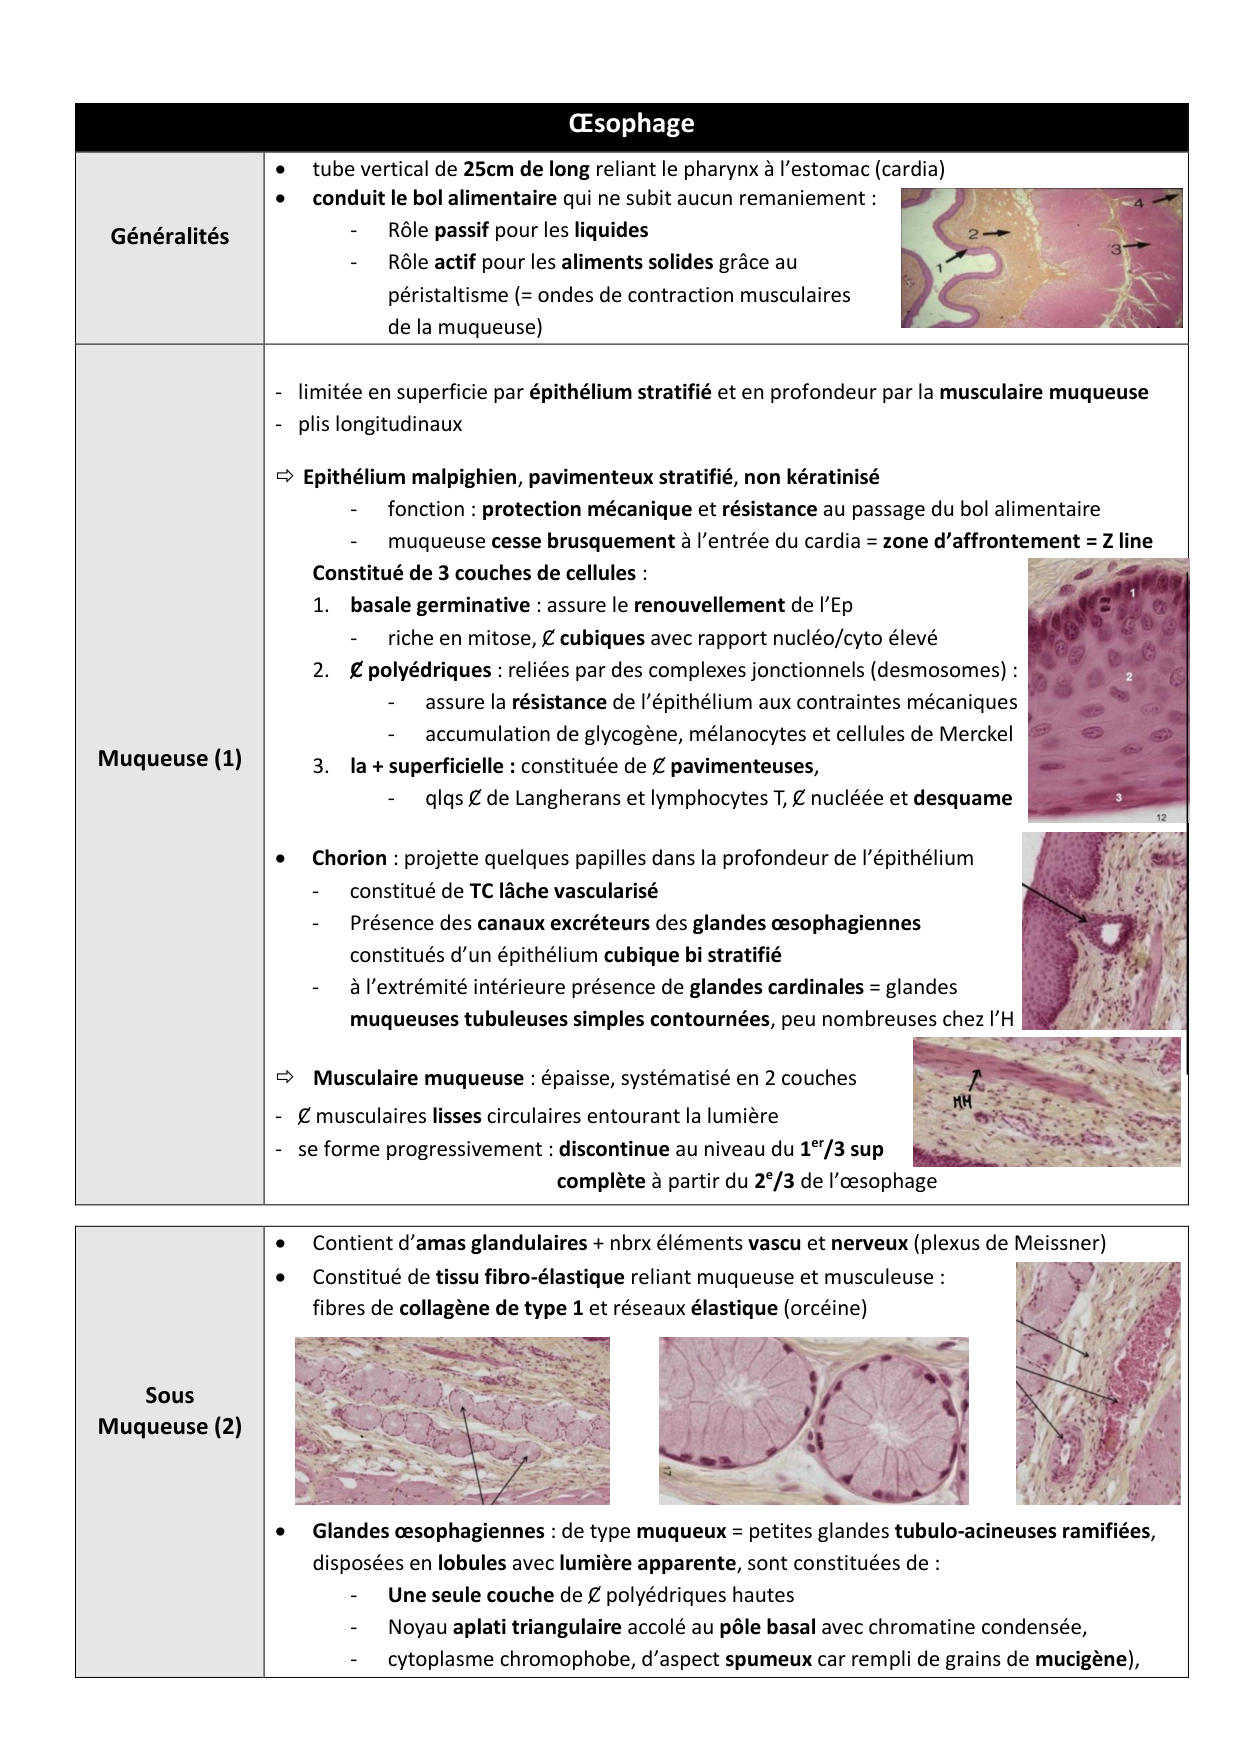 Œsophage
Généralités
• tube vertical de 25cm de long reliant le pharynx à l’estomac (cardia)
• conduit le bol alimentaire qui ne subit aucun remaniement :
- Rôle passif pour les liquides
- Rôle actif pour les aliments solides grâce au
péristaltisme (= ondes de contraction musculaires
de la muqueuse)
1
2
3
4
Muqueuse (1)
- limitée en superficie par épithélium stratifié et en profondeur par la musculaire muqueuse
- plis longitudinaux
⇨ Epithélium malpighien, pavimenteux stratifié, non kératinisé
- fonction : protection mécanique et résistance au passage du bol alimentaire
- muqueuse cesse brusquement à l’entrée du cardia = zone d’affrontement = Z line
Constitué de 3 couches de cellules :
1. basale germinative : assure le renouvellement de l’Ep
- riche en mitose, Ȼ cubiques avec rapport nucléo/cyto élevé
2. Ȼ polyédriques : reliées par des complexes jonctionnels (desmosomes) :
- assure la résistance de l’épithélium aux contraintes mécaniques
- accumulation de glycogène, mélanocytes et cellules de Merckel
3. la + superficielle : constituée de Ȼ pavimenteuses,
- qlqs Ȼ de Langherans et lymphocytes T, Ȼ nucléée et desquame
1
2
3
12
• Chorion : projette quelques papilles dans la profondeur de l’épithélium
- constitué de TC lâche vascularisé
- Présence des canaux excréteurs des glandes œsophagiennes
constitués d’un épithélium cubique bi stratifié
- à l’extrémité intérieure présence de glandes cardinales = glandes
muqueuses tubuleuses simples contournées, peu nombreuses chez l’H
⇨ Musculaire muqueuse : épaisse, systématisé en 2 couches
- Ȼ musculaires lisses circulaires entourant la lumière
- se forme progressivement : discontinue au niveau du 1er/3 sup
complète à partir du 2e/3 de l’œsophage
MM
Sous
Muqueuse (2)
• Contient d’amas glandulaires + nbrx éléments vascu et nerveux (plexus de Meissner)
• Constitué de tissu fibro-élastique reliant muqueuse et musculeuse :
fibres de collagène de type 1 et réseaux élastique (orcéine)
17
• Glandes œsophagiennes : de type muqueux = petites glandes tubulo-acineuses ramifiées,
disposées en lobules avec lumière apparente, sont constituées de :
- Une seule couche de Ȼ polyédriques hautes
- Noyau aplati triangulaire accolé au pôle basal avec chromatine condensée,
- cytoplasme chromophobe, d’aspect spumeux car rempli de grains de mucigène),